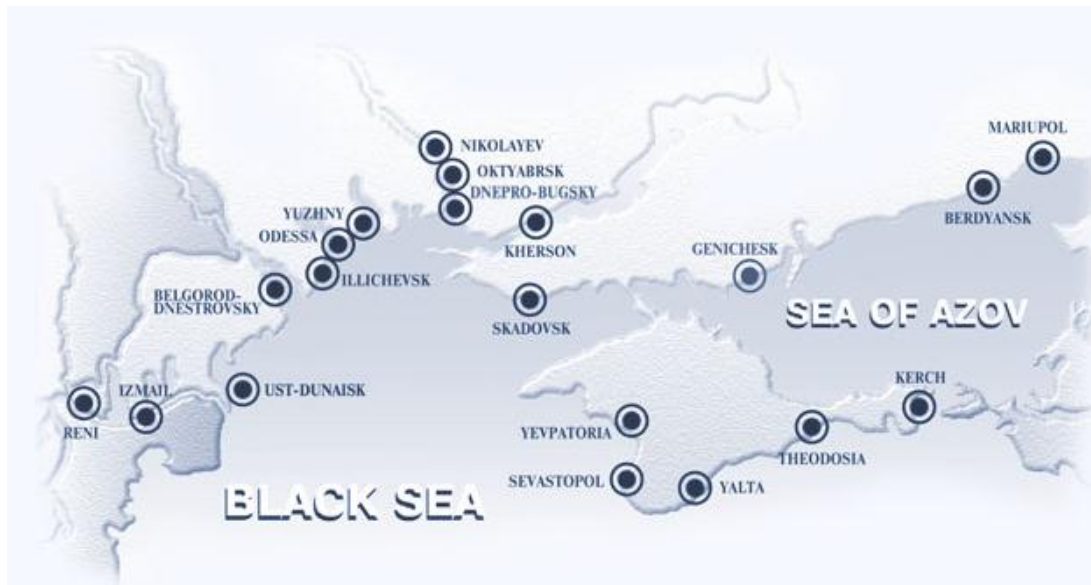 MARIUPOL
NIKOLAYEV
OKTYABRSK
DNEPRO-BUGSKY
BERDYANSK
YUZHNY
ODESSA
KHERSON
GENICHESK
ILLICHEVSK
BELGOROD-
DNESTROVSKY
SKADOVSK
SEA OF AZOV
KERCH
IZMAIL
UST-DUNAISK
RENI
YEVPATORIA
THEODOSIA
SEVASTOPOL
YALTA
BLACK SEA